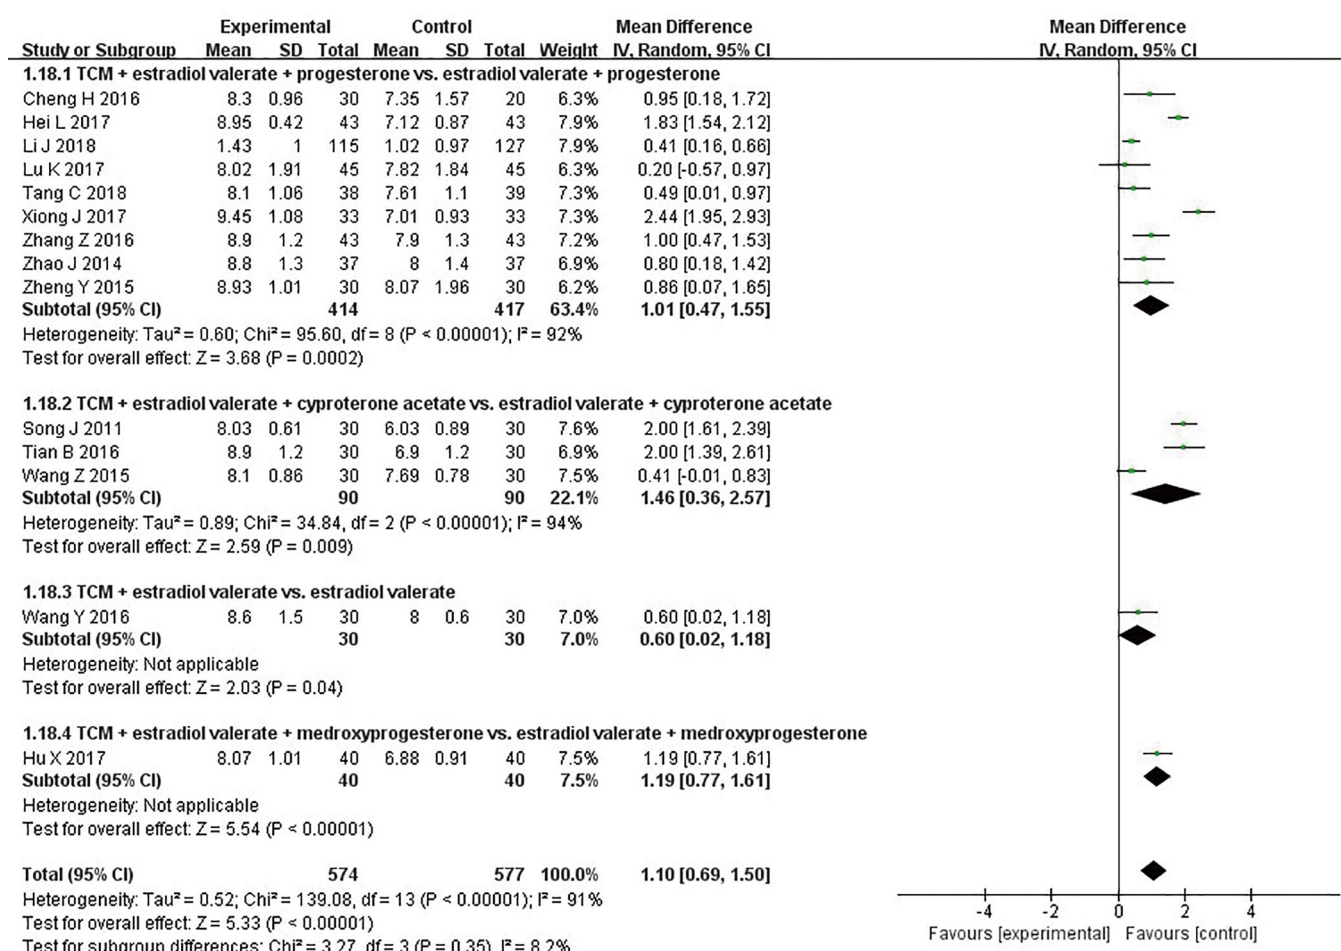 Experimental Control Mean Difference Mean Difference
Study or Subgroup Mean SD Total Mean SD Total Weight IV, Random, 95% CI IV, Random, 95% CI
1.18.1 TCM + estradiol valerate + progesterone vs. estradiol valerate + progesterone
Cheng H 2016 8.3 0.96 30 7.35 1.57 20 6.3% 0.95 [0.18, 1.72]
Hei L 2017 8.95 0.42 43 7.12 0.87 43 7.9% 1.83 [1.54, 2.12]
Li J 2018 1.43 1 115 1.02 0.97 127 7.9% 0.41 [0.16, 0.66]
Lu K 2017 8.02 1.91 45 7.82 1.84 45 6.3% 0.20 [-0.57, 0.97]
Tang C 2018 8.1 1.06 38 7.61 1.1 39 7.3% 0.49 [0.01, 0.97]
Xiong J 2017 9.45 1.08 33 7.01 0.93 33 7.3% 2.44 [1.95, 2.93]
Zhang Z 2016 8.9 1.2 43 7.9 1.3 43 7.2% 1.00 [0.47, 1.53]
Zhao J 2014 8.8 1.3 37 8 1.4 37 6.9% 0.80 [0.18, 1.42]
Zheng Y 2015 8.93 1.01 30 8.07 1.96 30 6.2% 0.86 [0.07, 1.65]
Subtotal (95% CI) 414 417 63.4% 1.01 [0.47, 1.55]
Heterogeneity: Tau² = 0.60; Chi² = 95.60, df = 8 (P < 0.00001); I² = 92%
Test for overall effect: Z = 3.68 (P = 0.0002)
1.18.2 TCM + estradiol valerate + cyproterone acetate vs. estradiol valerate + cyproterone acetate
Song J 2011 8.03 0.61 30 6.03 0.89 30 7.6% 2.00 [1.61, 2.39]
Tian B 2016 8.9 1.2 30 6.9 1.2 30 6.9% 2.00 [1.39, 2.61]
Wang Z 2015 8.1 0.86 30 7.69 0.78 30 7.5% 0.41 [-0.01, 0.83]
Subtotal (95% CI) 90 90 22.1% 1.46 [0.36, 2.57]
Heterogeneity: Tau² = 0.89; Chi² = 34.84, df = 2 (P < 0.00001); I² = 94%
Test for overall effect: Z = 2.59 (P = 0.009)
1.18.3 TCM + estradiol valerate vs. estradiol valerate
Wang Y 2016 8.6 1.5 30 8 0.6 30 7.0% 0.60 [0.02, 1.18]
Subtotal (95% CI) 30 30 7.0% 0.60 [0.02, 1.18]
Heterogeneity: Not applicable
Test for overall effect: Z = 2.03 (P = 0.04)
1.18.4 TCM + estradiol valerate + medroxyprogesterone vs. estradiol valerate + medroxyprogesterone
Hu X 2017 8.07 1.01 40 6.88 0.91 40 7.5% 1.19 [0.77, 1.61]
Subtotal (95% CI) 40 40 7.5% 1.19 [0.77, 1.61]
Heterogeneity: Not applicable
Test for overall effect: Z = 5.54 (P < 0.00001)
Total (95% CI) 574 577 100.0% 1.10 [0.69, 1.50]
Heterogeneity: Tau² = 0.52; Chi² = 139.08, df = 13 (P < 0.00001); I² = 91%
Test for overall effect: Z = 5.33 (P < 0.00001)
Test for subgroup differences: Chi² = 3.27, df = 3 (P = 0.35), I² = 8.2%
-4 -2 0 2 4
Favours [experimental] Favours [control]